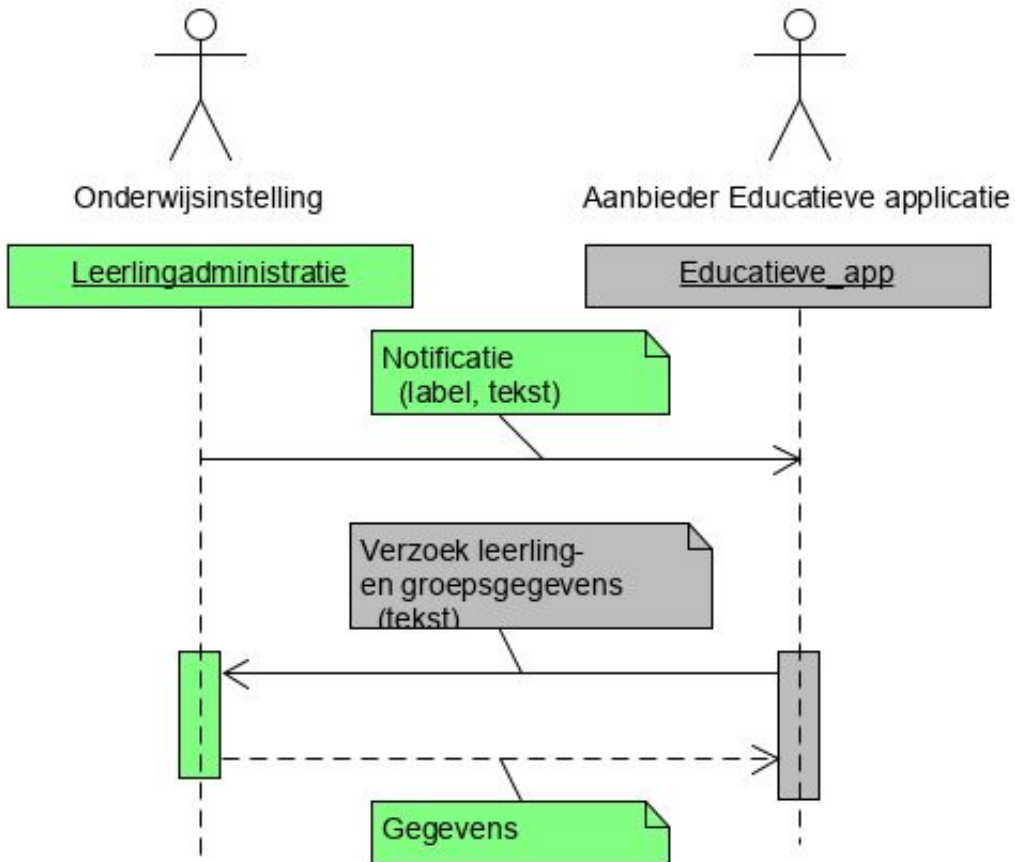 Onderwijsinstelling
Aanbieder Educatieve applicatie
Leerlingadministratie
Educatieve_app
Notificatie
(label, tekst)
Verzoek leerling-
en groepsgegevens
(tekst)
Gegevens